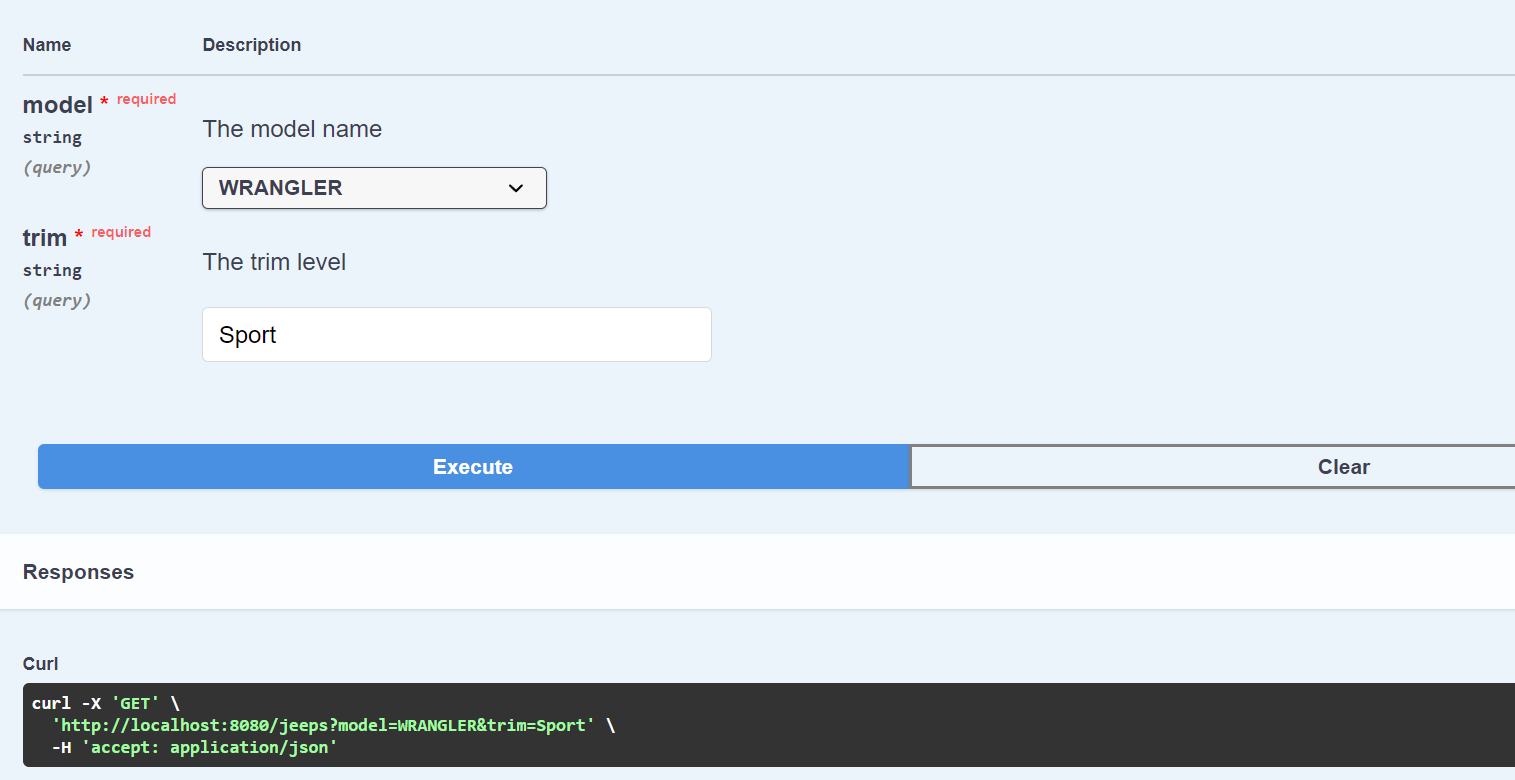 Name Description
model * required
string
(query)
The model name
WRANGLER
trim * required
string
(query)
The trim level
Sport
Execute Clear
Responses
Curl
curl -X 'GET' \
'http://localhost:8080/jeeps?model=WRANGLER&trim=Sport' \
-H 'accept: application/json'